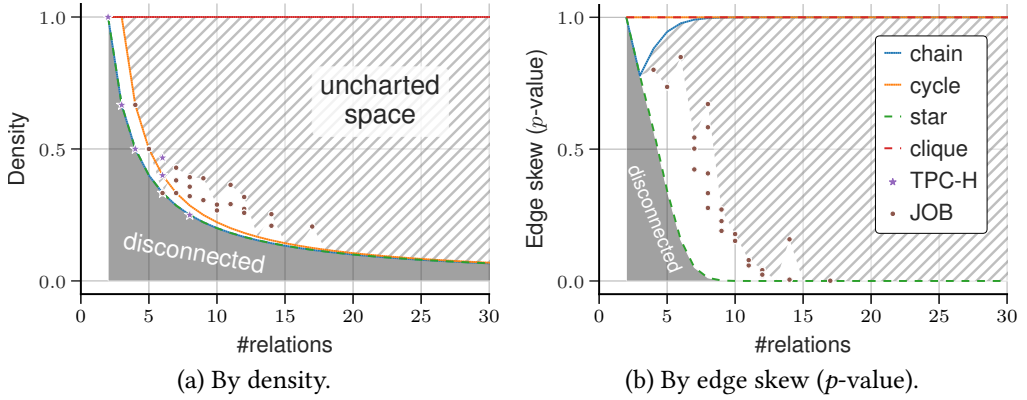 1.0
0.5
0.0
Density
uncharted
space
disconnected
0
5
10
15
20
25
30
#relations
(a) By density.
1.0
0.5
0.0
Edge skew (p-value)
disconnected
chain
cycle
star
clique
TPC-H
JOB
0
5
10
15
20
25
30
#relations
(b) By edge skew (p-value).